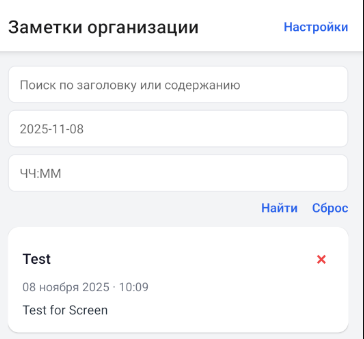 Заметки организации
Настройки
Поиск по заголовку или содержанию
2025-11-08
ЧЧ:ММ
Найти Сброс
Test ×
08 ноября 2025 · 10:09
Test for Screen